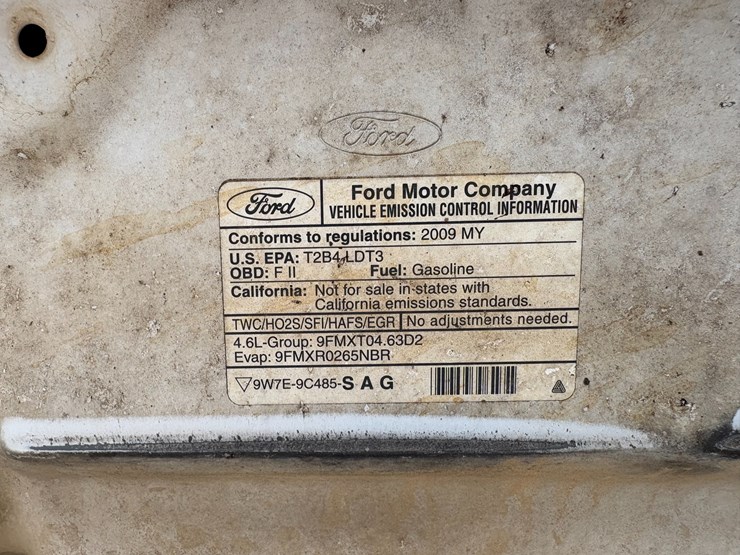 Ford
Ford
Ford Motor Company
VEHICLE EMISSION CONTROL INFORMATION
Conforms to regulations: 2009 MY
U.S. EPA: T2B4 LDT3
OBD: F II Fuel: Gasoline
California: Not for sale in states with
California emissions standards.
TWC/HO2S/SFI/HAFS/EGR No adjustments needed.
4.6L-Group: 9FMXT04.63D2
Evap: 9FMXR0265NBR
9W7E-9C485-S A G